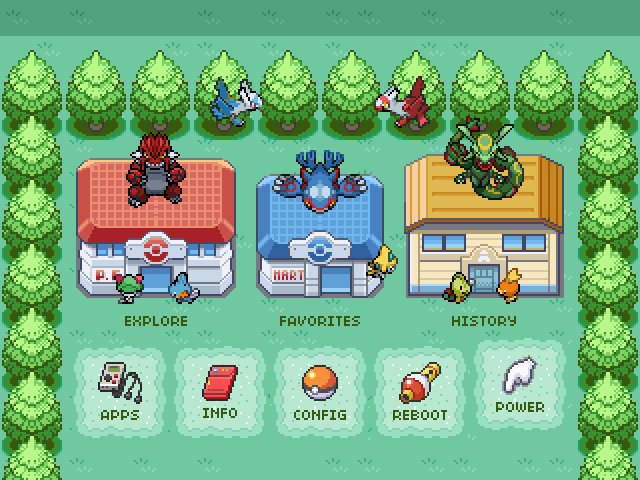 P.C
MART
EXPLORE
FAVORITES
HISTORY
APPS
INFO
CONFIG
REBOOT
POWER